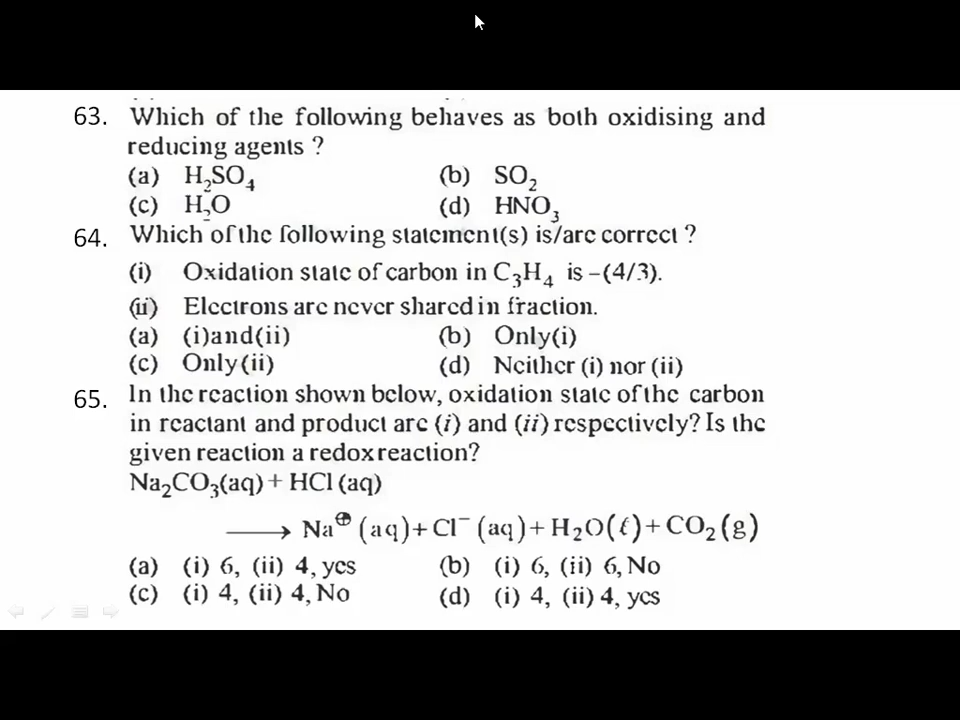 63. Which of the following behaves as both oxidising and
reducing agents ?
(a) H₂SO₄ (b) SO₂
(c) H₂O (d) HNO₃
64. Which of the following statement(s) is/are correct ?
(i) Oxidation state of carbon in C₃H₄ is –(4/3).
(ii) Electrons are never shared in fraction.
(a) (i)and(ii) (b) Only(i)
(c) Only(ii) (d) Neither (i) nor (ii)
65. In the reaction shown below, oxidation state of the carbon
in reactant and product are (i) and (ii) respectively? Is the
given reaction a redox reaction?
Na₂CO₃(aq) + HCl (aq)
⟶ Na⊕ (aq) + Cl⁻ (aq) + H₂O(ℓ) + CO₂(g)
(a) (i) 6, (ii) 4, yes (b) (i) 6, (ii) 6, No
(c) (i) 4, (ii) 4, No (d) (i) 4, (ii) 4, yes